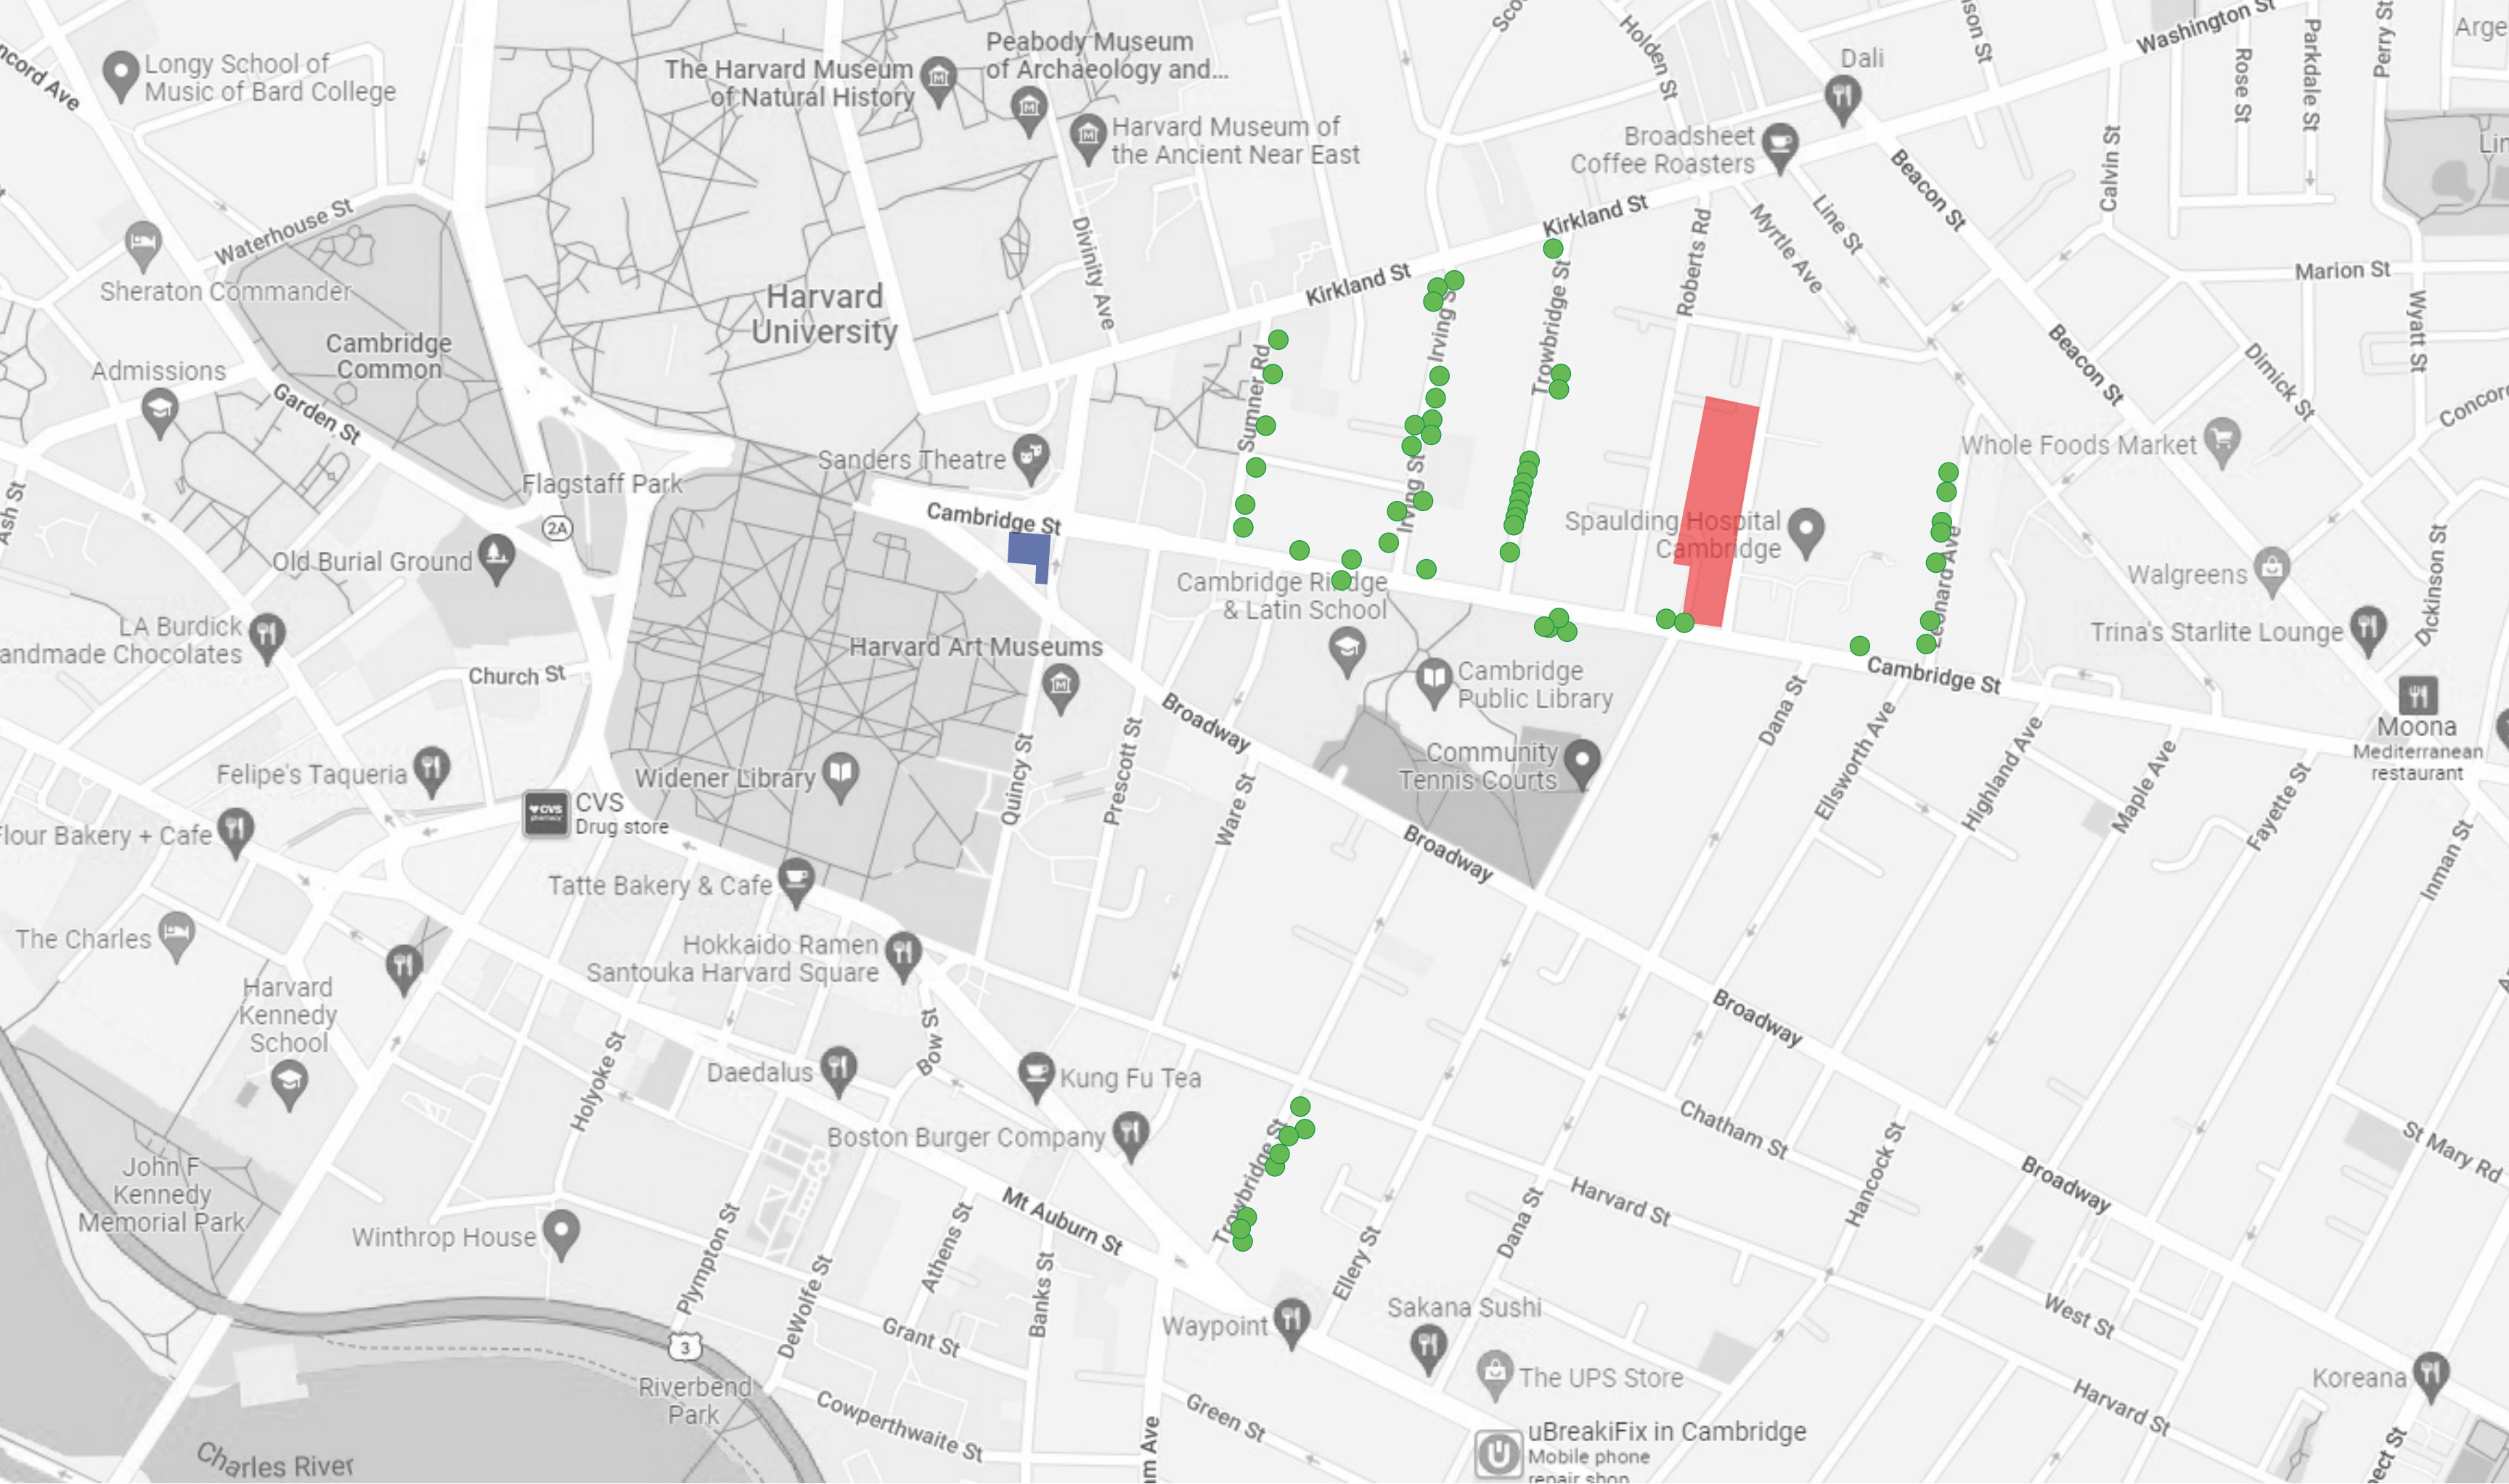 Longy School of
Music of Bard College
The Harvard Museum
of Natural History
Peabody Museum
of Archaeology and...
Harvard Museum of
the Ancient Near East
Holden St
Dali
Washington St
Rose St
Parkdale St
Perry St
Broadsheet
Coffee Roasters
Beacon St
Calvin St
Waterhouse St
Sheraton Commander
Divinity Ave
Kirkland St
Kirkland St
Roberts Rd
Myrtle Ave
Line St
Marion St
Wyatt St
Harvard
University
Cambridge
Common
Admissions
Garden St
Sumner Rd
Irving S
Trowbridge St
Beacon St
Dimick St
Whole Foods Market
Sanders Theatre
Flagstaff Park
Ash St
2A
Cambridge St
Irving St
Spaulding Hospital
Cambridge
Leonard Ave
Dickinson St
Walgreens
Old Burial Ground
Cambridge Rindge
& Latin School
LA Burdick
andmade Chocolates
Harvard Art Museums
Church St
Trina's Starlite Lounge
Cambridge
Public Library
Cambridge St
Moona
Mediterranean
restaurant
Broadway
Dana St
Ellsworth Ave
Highland Ave
Maple Ave
Fayette St
Inman St
Community
Tennis Courts
Felipe's Taqueria
Widener Library
Quincy St
Prescott St
Ware St
CVS
Drug store
CVS
pharmacy
Flour Bakery + Cafe
Broadway
Tatte Bakery & Cafe
The Charles
Hokkaido Ramen
Santouka Harvard Square
Harvard
Kennedy
School
Holyoke St
Bow St
Daedalus
Kung Fu Tea
Boston Burger Company
Broadway
Chatham St
Hancock St
St Mary Rd
John F
Kennedy
Memorial Park
Winthrop House
Plympton St
DeWolfe St
Athens St
Banks St
Mt Auburn St
Trowbridge St
Ellery St
Dana St
Harvard St
Broadway
Waypoint
Sakana Sushi
West St
3
Grant St
The UPS Store
Koreana
Riverbend
Park
Cowperthwaite St
Green St
Harvard St
Charles River
uBreakiFix in Cambridge
Mobile phone
repair shop